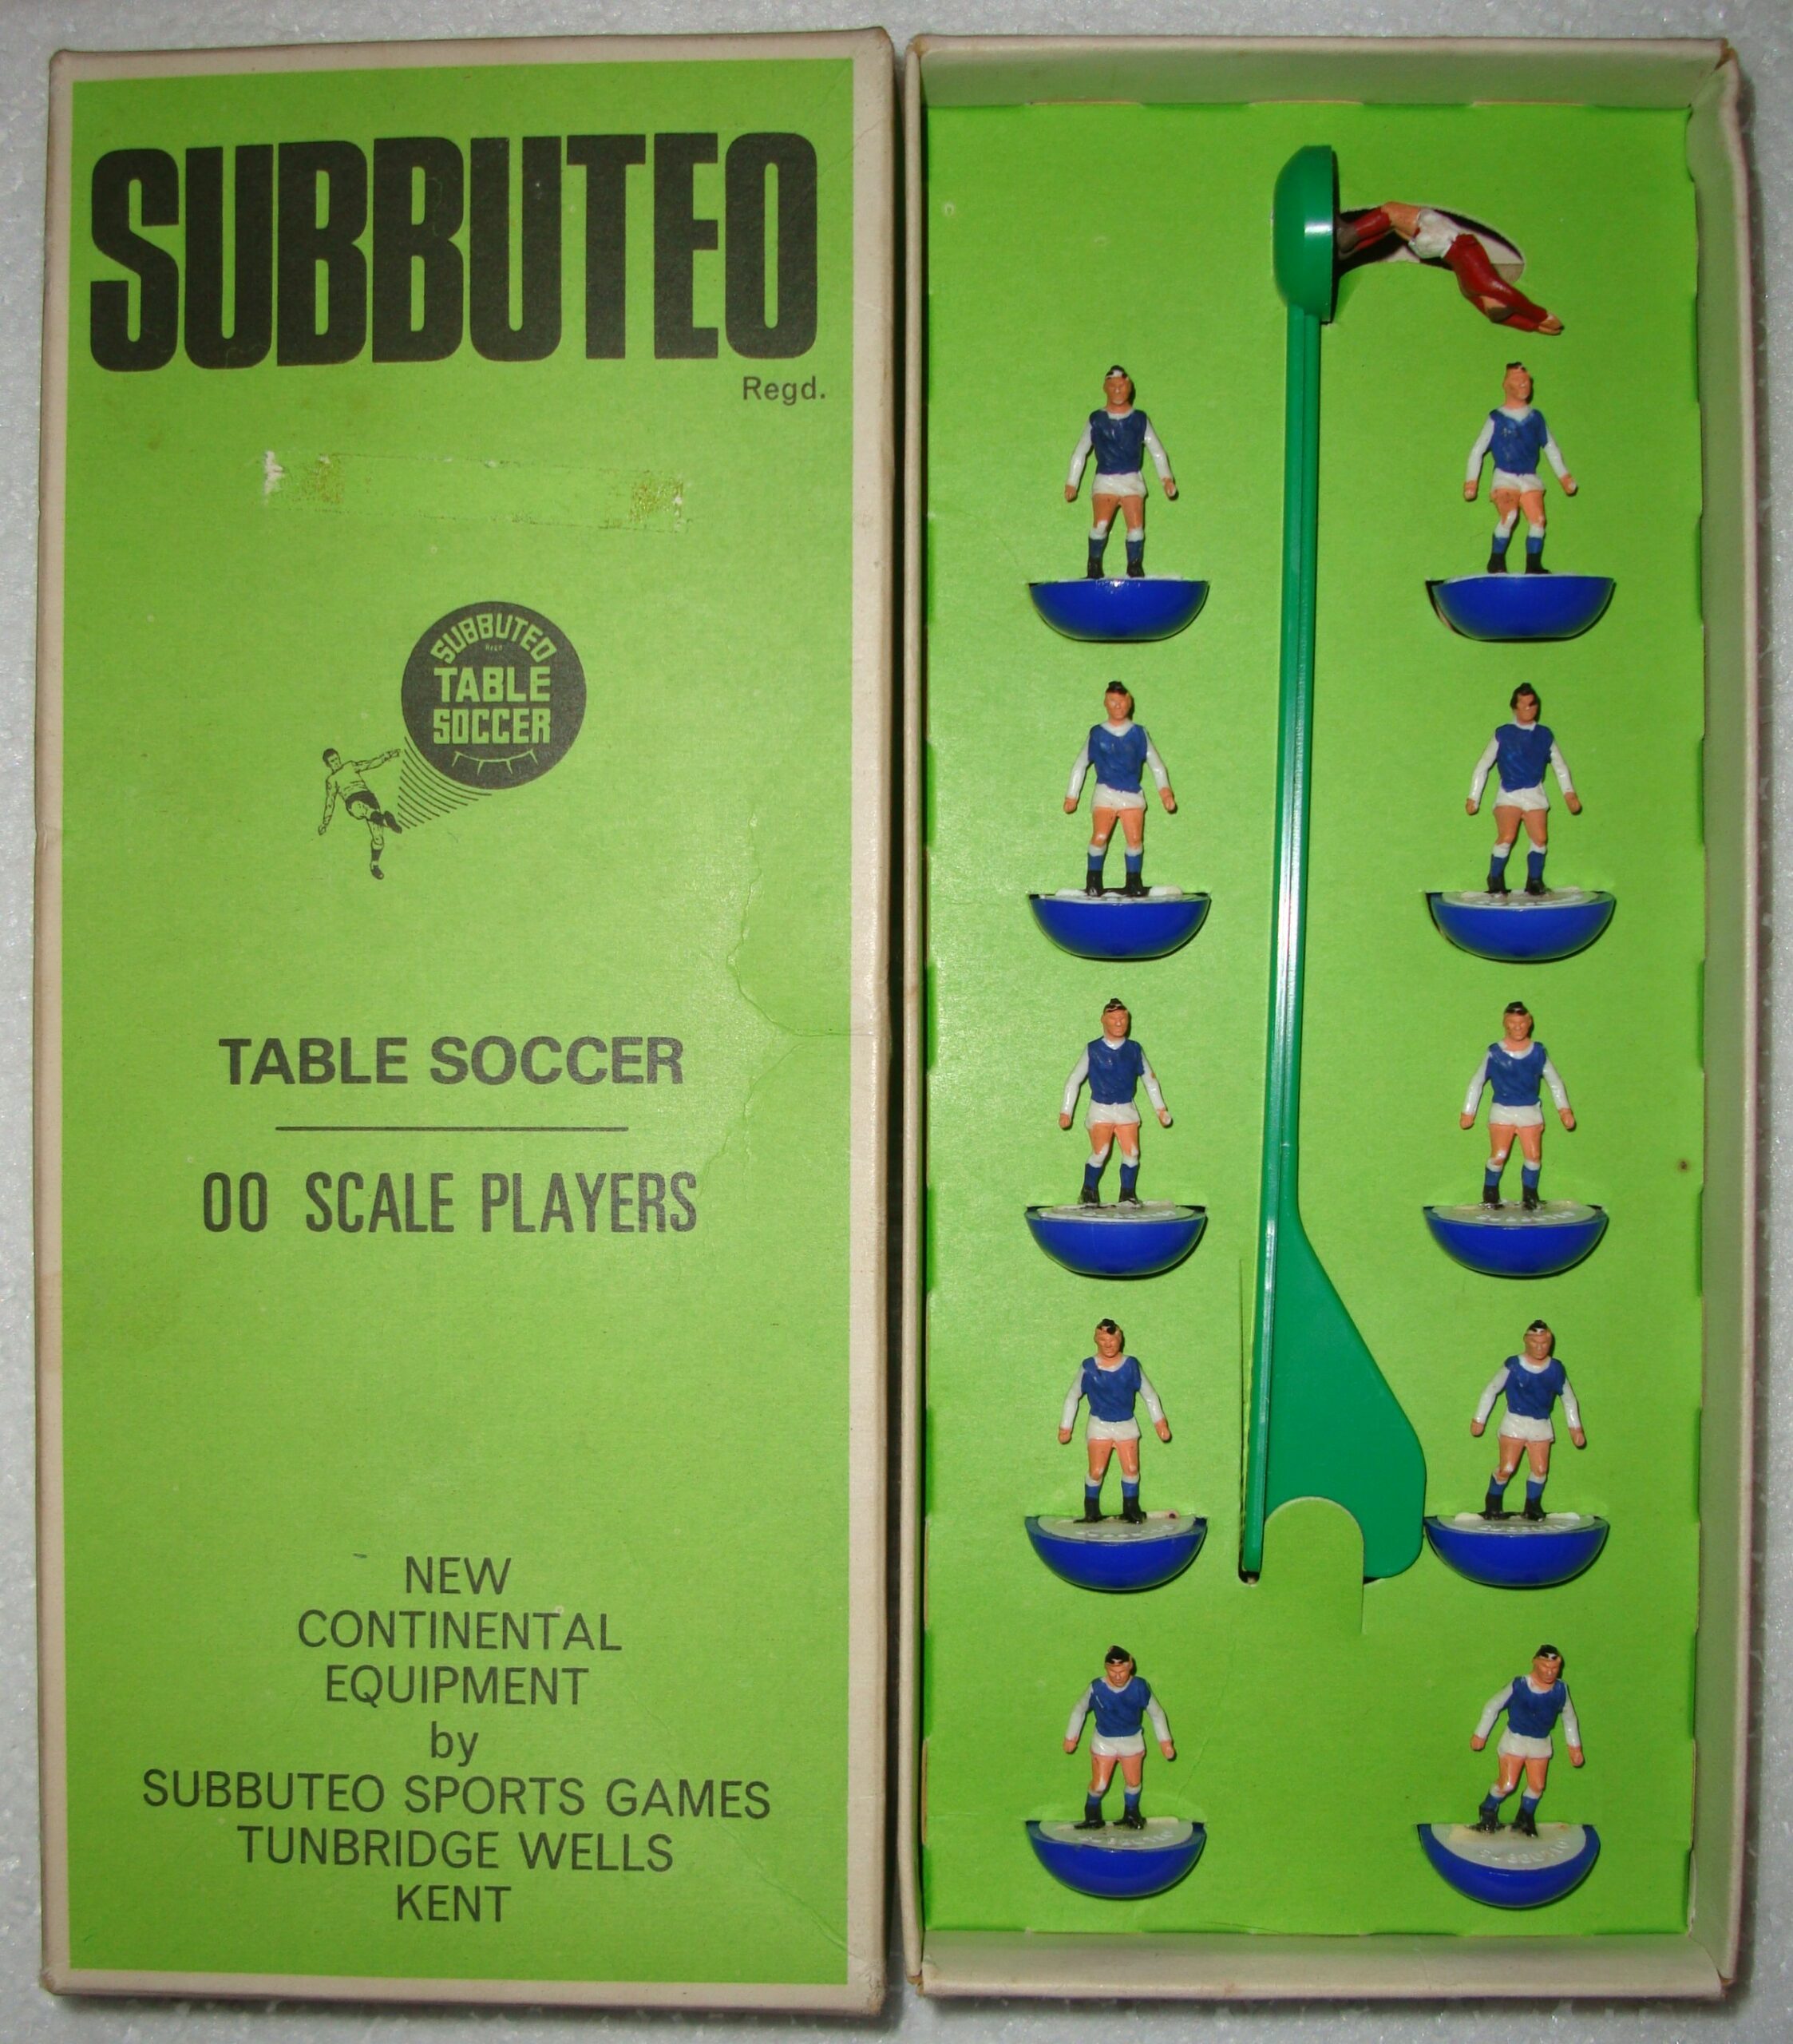 SUBBUTEO
Regd.
SUBBUTEO
TABLE
SOCCER
TABLE SOCCER
00 SCALE PLAYERS
NEW
CONTINENTAL
EQUIPMENT
by
SUBBUTEO SPORTS GAMES
TUNBRIDGE WELLS
KENT